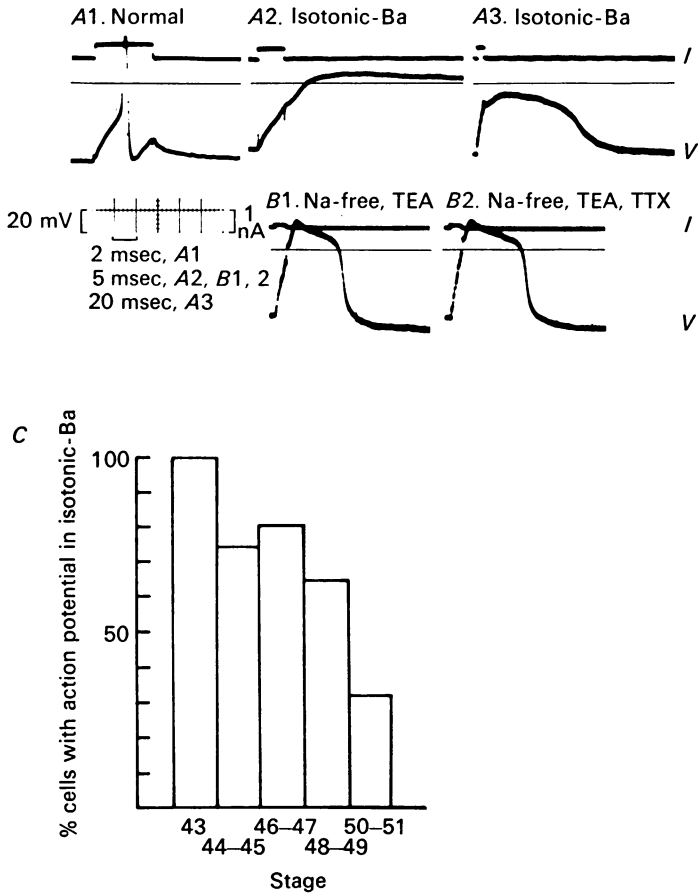 A1. Normal
A2. Isotonic-Ba
A3. Isotonic-Ba
I
V
20 mV [
] 1 nA
2 msec, A1
5 msec, A2, B1, 2
20 msec, A3
B1. Na-free, TEA
B2. Na-free, TEA, TTX
I
V
C
% cells with action potential in isotonic-Ba
100
50
43
44–45
46–47
48–49
50–51
Stage